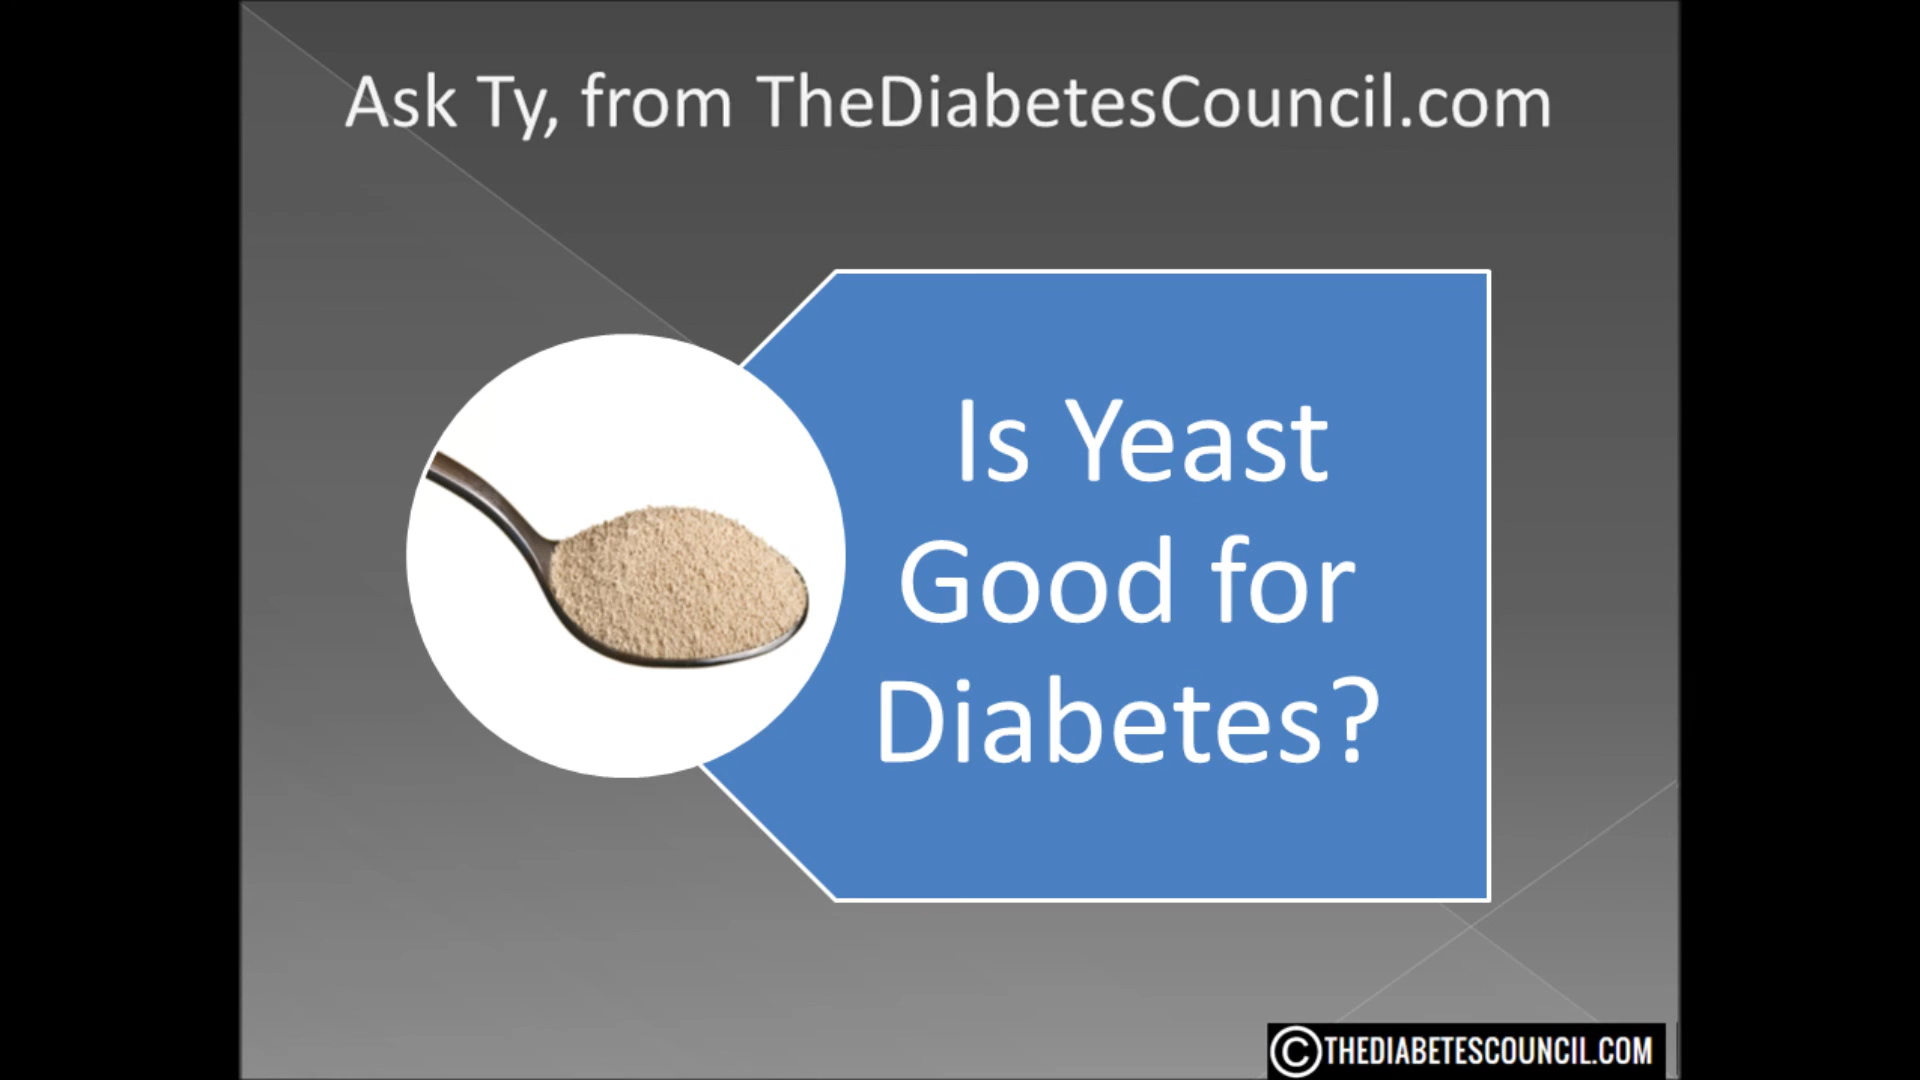 Ask Ty, from TheDiabetesCouncil.com
Is Yeast
Good for
Diabetes?
©THEDIABETESCOUNCIL.COM